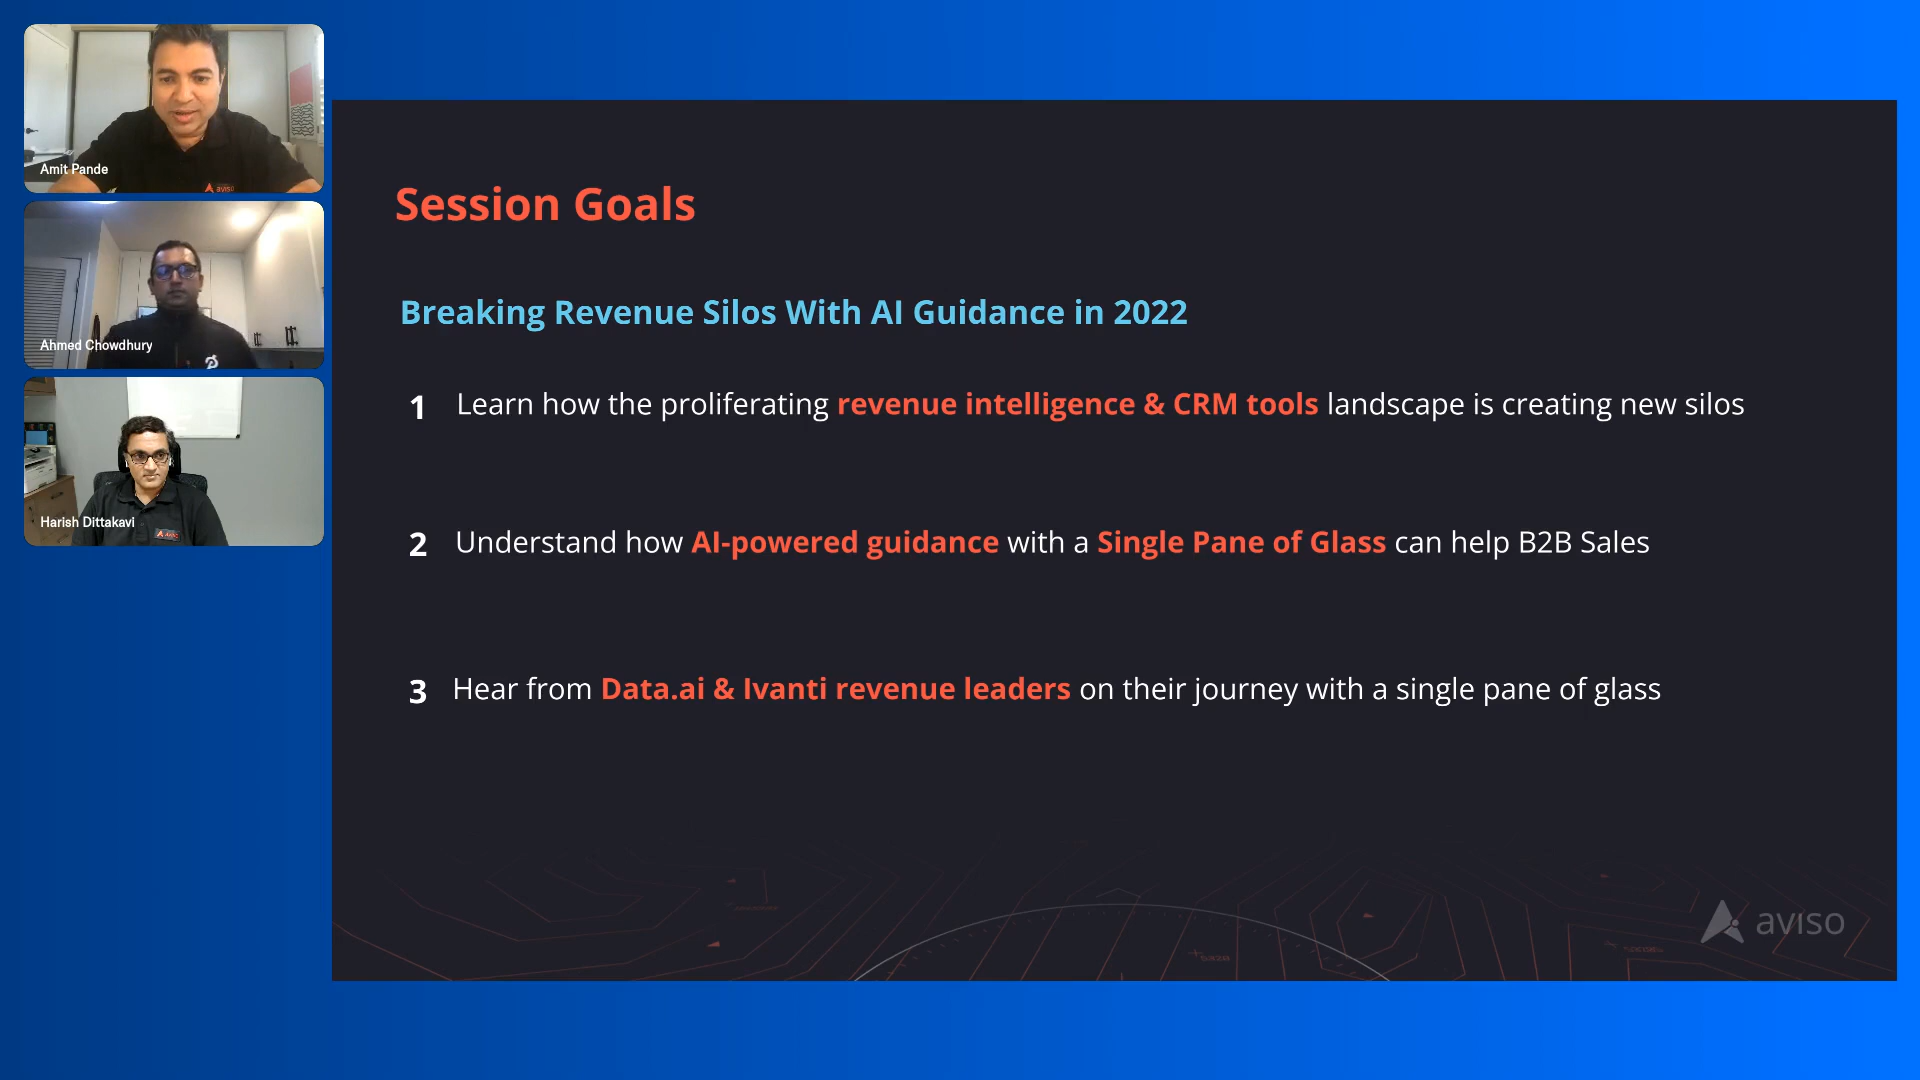 Amit Pande
aviso
Ahmed Chowdhury
Harish Dittakavi
Session Goals
Breaking Revenue Silos With AI Guidance in 2022
1 Learn how the proliferating revenue intelligence & CRM tools landscape is creating new silos
2 Understand how AI-powered guidance with a Single Pane of Glass can help B2B Sales
3 Hear from Data.ai & Ivanti revenue leaders on their journey with a single pane of glass
aviso